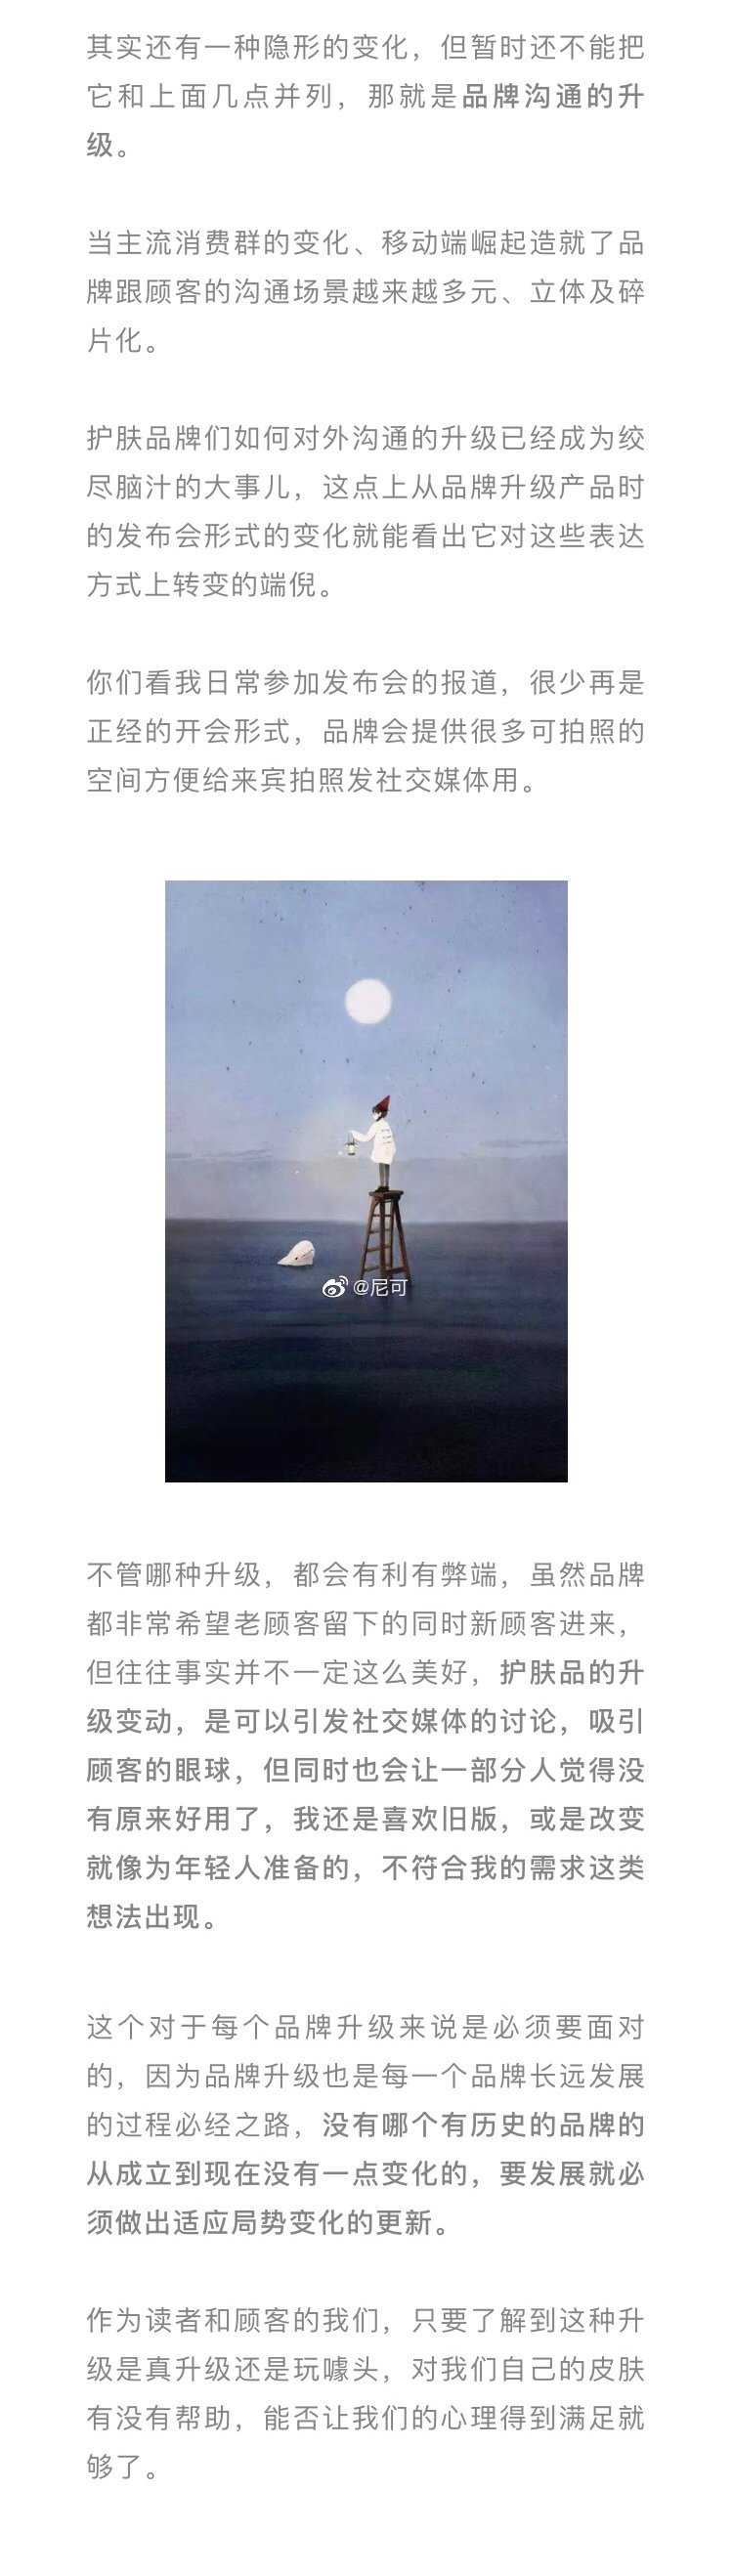 其实还有一种隐形的变化，但暂时还不能把
它和上面几点并列，那就是品牌沟通的升
级。
当主流消费群的变化、移动端崛起造就了品
牌跟顾客的沟通场景越来越多元、立体及碎
片化。
护肤品牌们如何对外沟通的升级已经成为绞
尽脑汁的大事儿，这点上从品牌升级产品时
的发布会形式的变化就能看出它对这些表达
方式上转变的端倪。
你们看我日常参加发布会的报道，很少再是
正经的开会形式，品牌会提供很多可拍照的
空间方便给来宾拍照发社交媒体用。
@尼可
不管哪种升级，都会有利有弊端，虽然品牌
都非常希望老顾客留下的同时新顾客进来，
但往往事实并不一定这么美好，护肤品的升
级变动，是可以引发社交媒体的讨论，吸引
顾客的眼球，但同时也会让一部分人觉得没
有原来好用了，我还是喜欢旧版，或是改变
就像为年轻人准备的，不符合我的需求这类
想法出现。
这个对于每个品牌升级来说是必须要面对
的，因为品牌升级也是每一个品牌长远发展
的过程必经之路，没有哪个有历史的品牌的
从成立到现在没有一点变化的，要发展就必
须做出适应局势变化的更新。
作为读者和顾客的我们，只要了解到这种升
级是真升级还是玩噱头，对我们自己的皮肤
有没有帮助，能否让我们的心理得到满足就
够了。